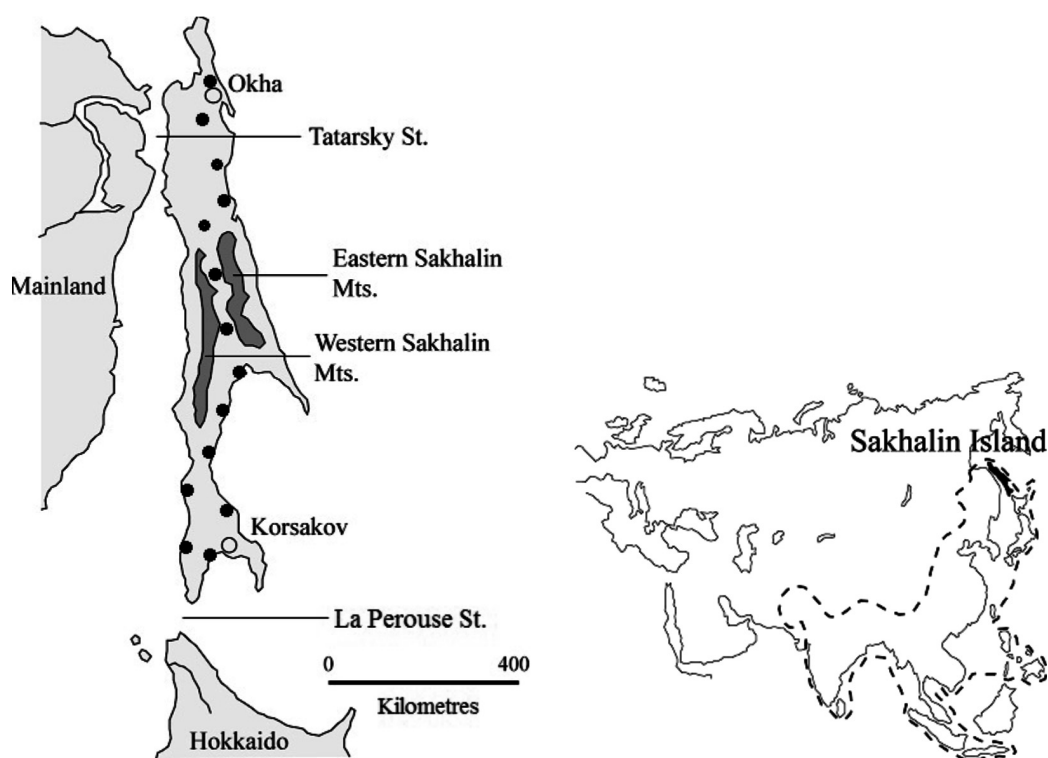 Okha
Tatarsky St.
Eastern Sakhalin
Mts.
Mainland
Western Sakhalin
Mts.
Korsakov
La Perouse St.
0 400
Kilometres
Hokkaido
Sakhalin Island